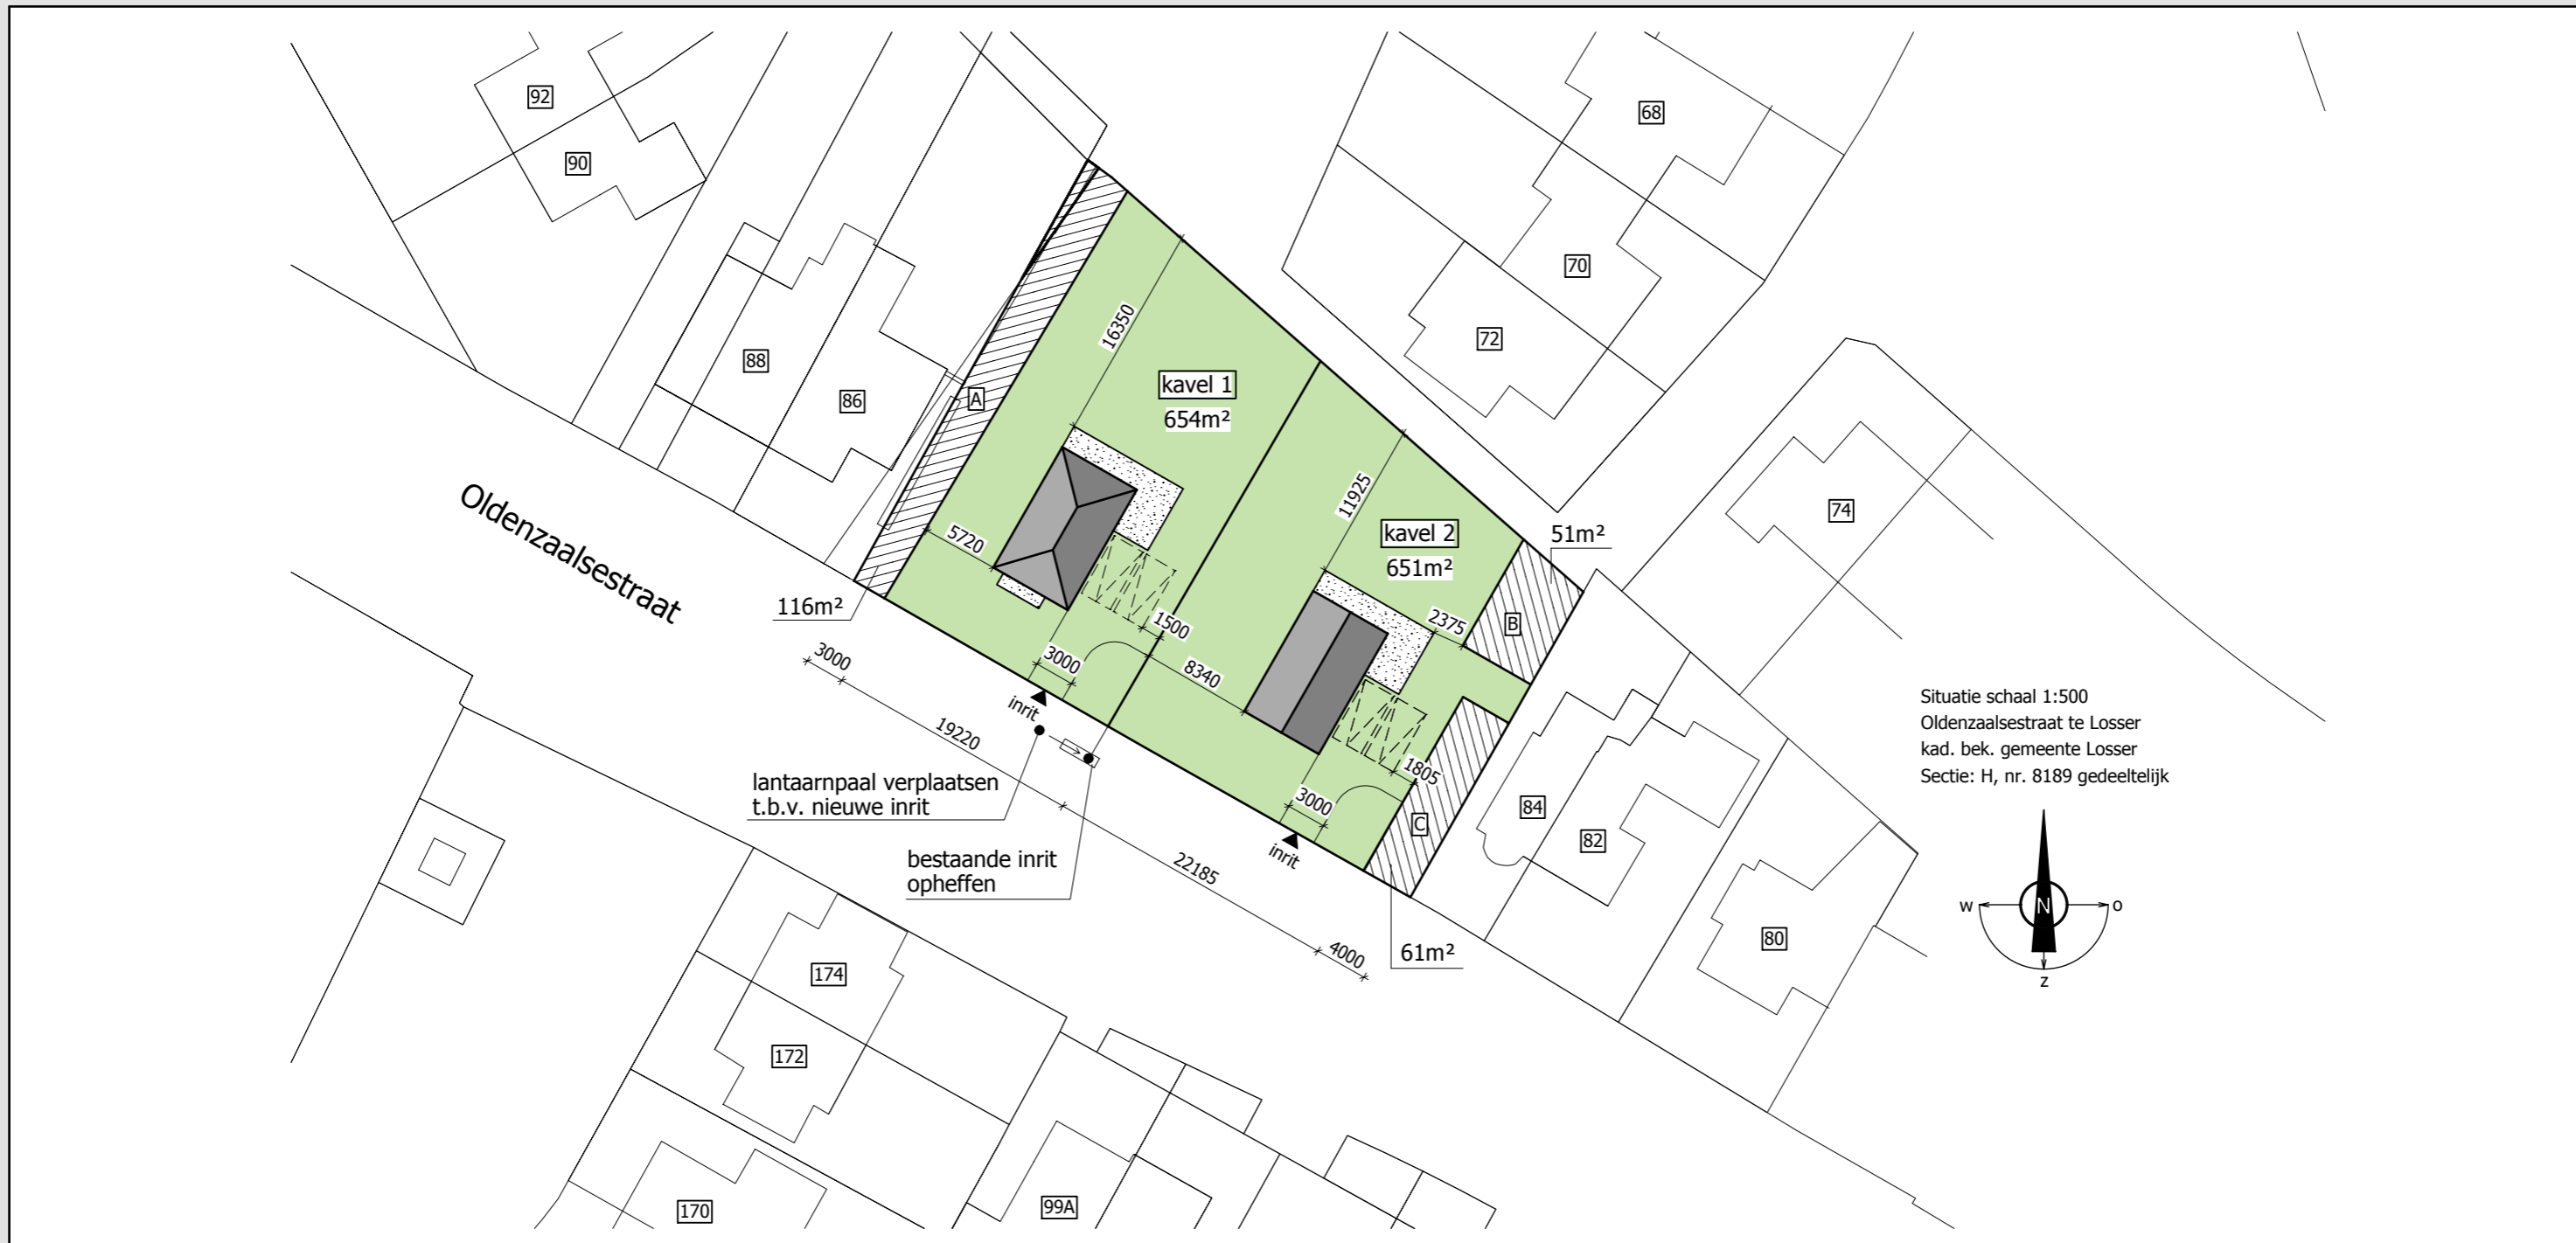 92
90
68
70
72
88
86
A
16350
kavel 1
654m²
11925
kavel 2
651m²
51m²
74
5720
Oldenzaalsestraat
116m²
1500
3000
3000
8340
2375
B
inrit
19220
lantaarnpaal verplaatsen
t.b.v. nieuwe inrit
bestaande inrit
opheffen
1805
3000
C
inrit
22185
4000
61m²
84
82
80
Situatie schaal 1:500
Oldenzaalsestraat te Losser
kad. bek. gemeente Losser
Sectie: H, nr. 8189 gedeeltelijk
w
N
o
z
174
172
170
99A